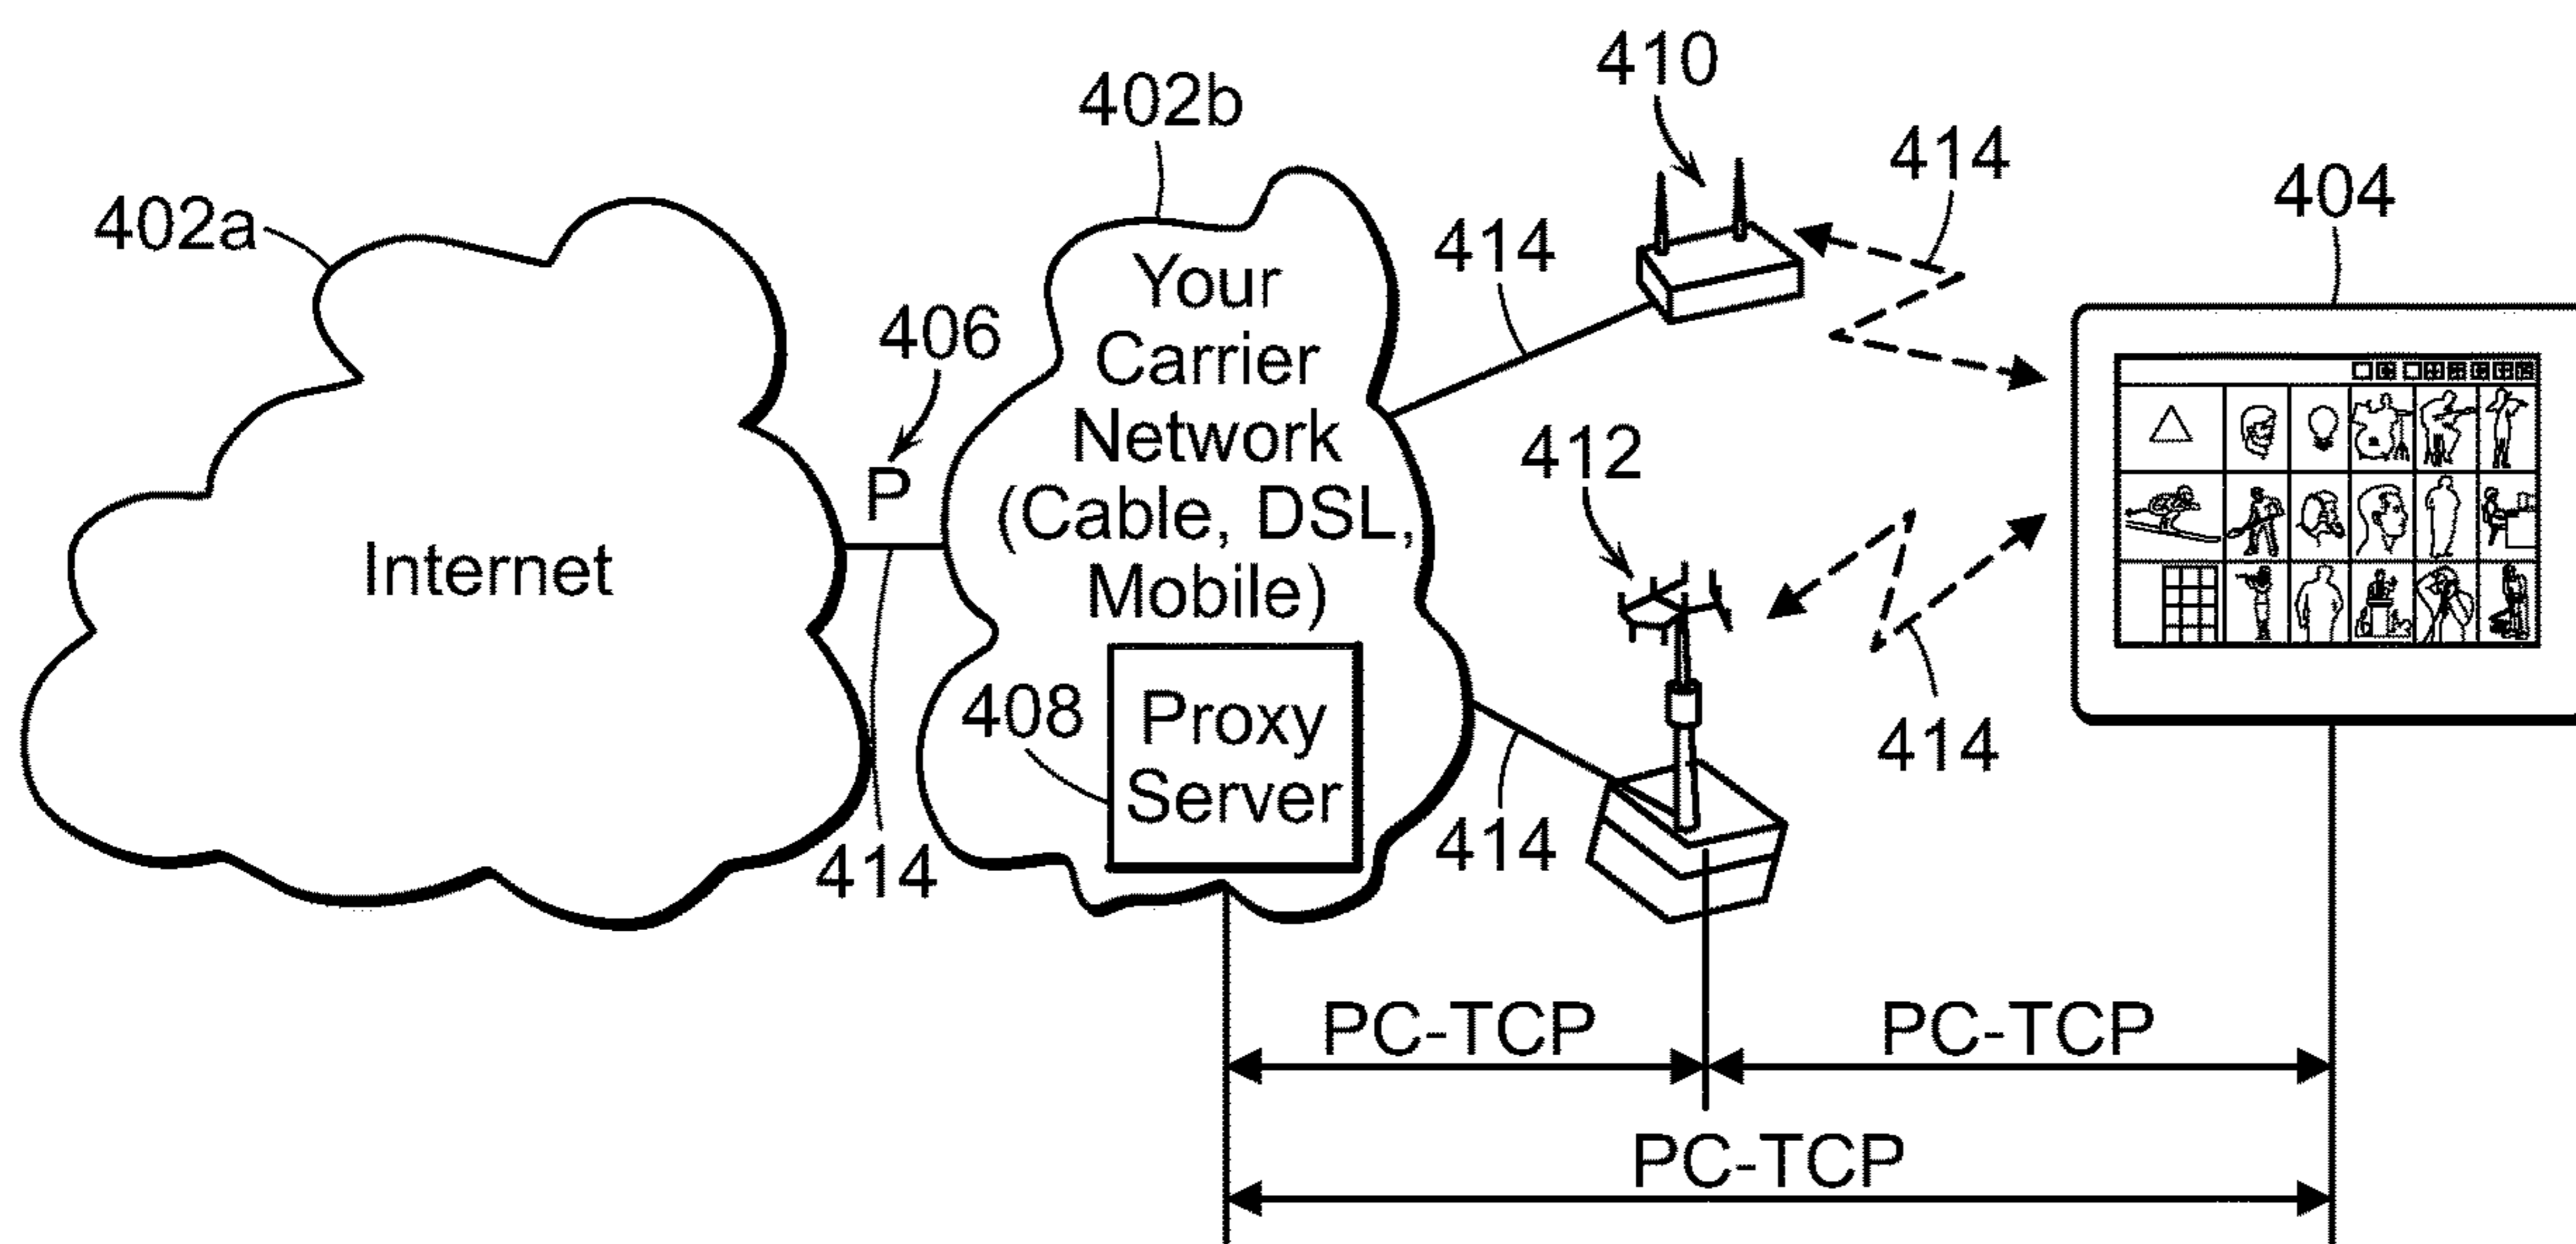 410
402b
414
404
402a
414
406
P
Your
Carrier
Network
(Cable, DSL,
Mobile)
412
Internet
408
Proxy
Server
414
414
414
PC-TCP
PC-TCP
PC-TCP